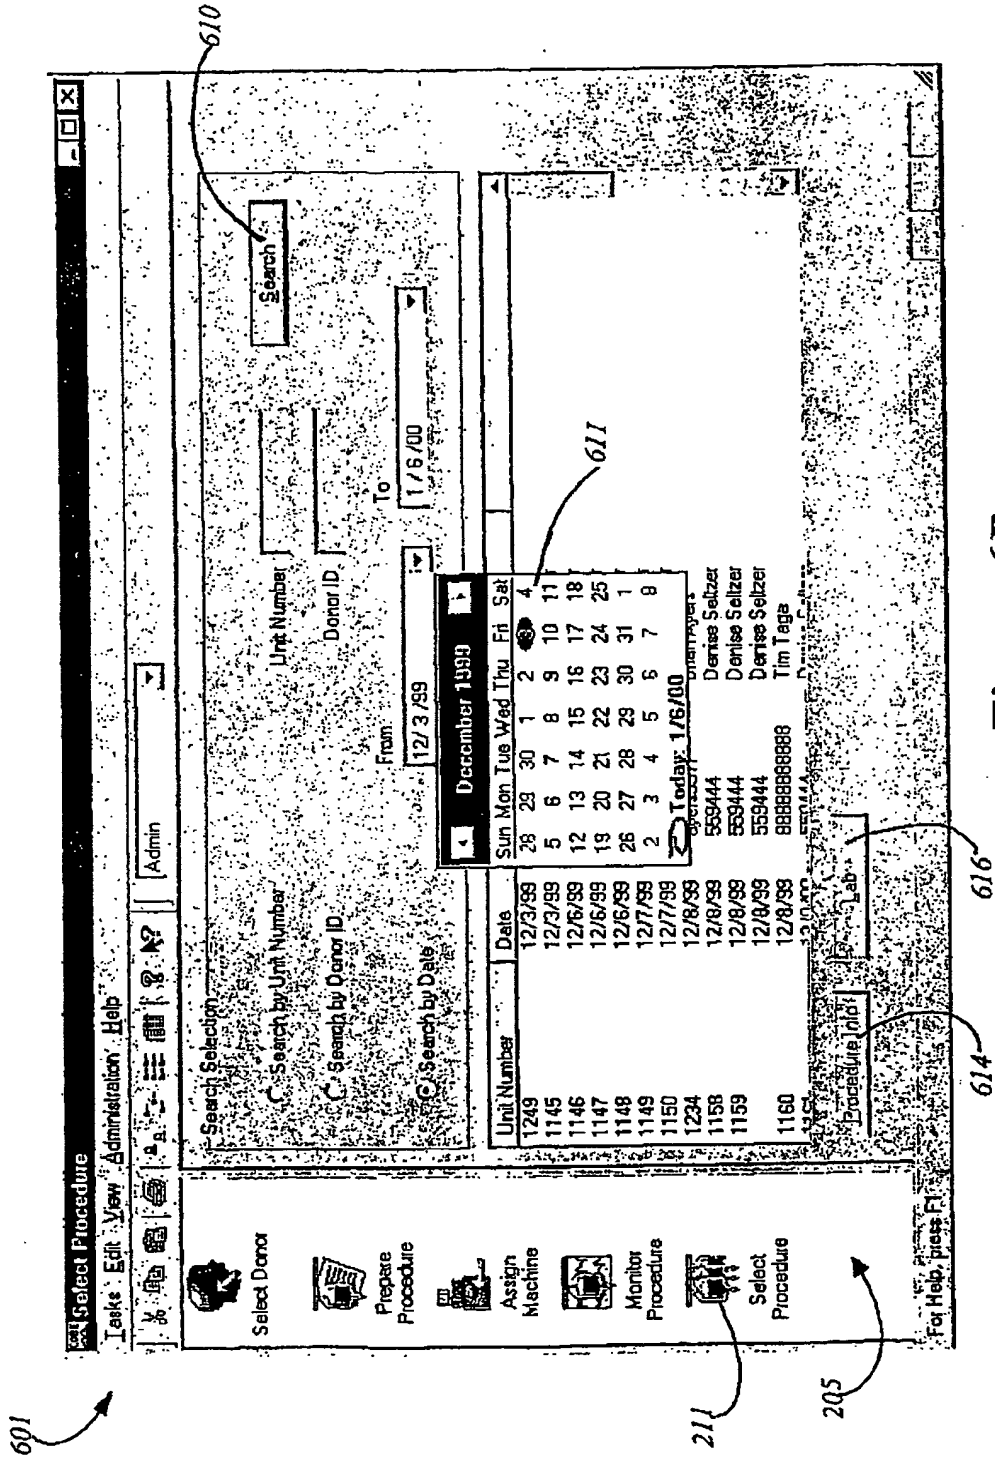 601
Select Procedure
Tasks Edit View Administration Help
Admin
Select Donor
Prepare Procedure
Assign Machine
Monitor Procedure
Select Procedure
211
205
Search Selection
Search by Unit Number
Search by Donor ID
Search by Date
Unit Number
Donor ID
Search
610
From
12/ 3 /99
To
1 / 6 /00
December 1999
Sun Mon Tue Wed Thu Fri Sat
28 29 30 1 2 3 4
5 6 7 8 9 10 11
12 13 14 15 16 17 18
19 20 21 22 23 24 25
26 27 28 29 30 31 1
2 3 4 5 6 7 8
Today: 1/6/00
611
Unit Number Date
1249 12/3/99
1145 12/3/99
1146 12/6/99
1147 12/6/99
1148 12/6/99
1149 12/7/99
1150 12/7/99
1234 12/8/99
1158 12/8/99 559444 Denise Seltzer
1159 12/8/99 559444 Denise Seltzer
12/8/99 559444 Denise Seltzer
1160 12/8/99 88888888888 Tim Taga
Procedure Info
Lab
614
616
For Help, press F1